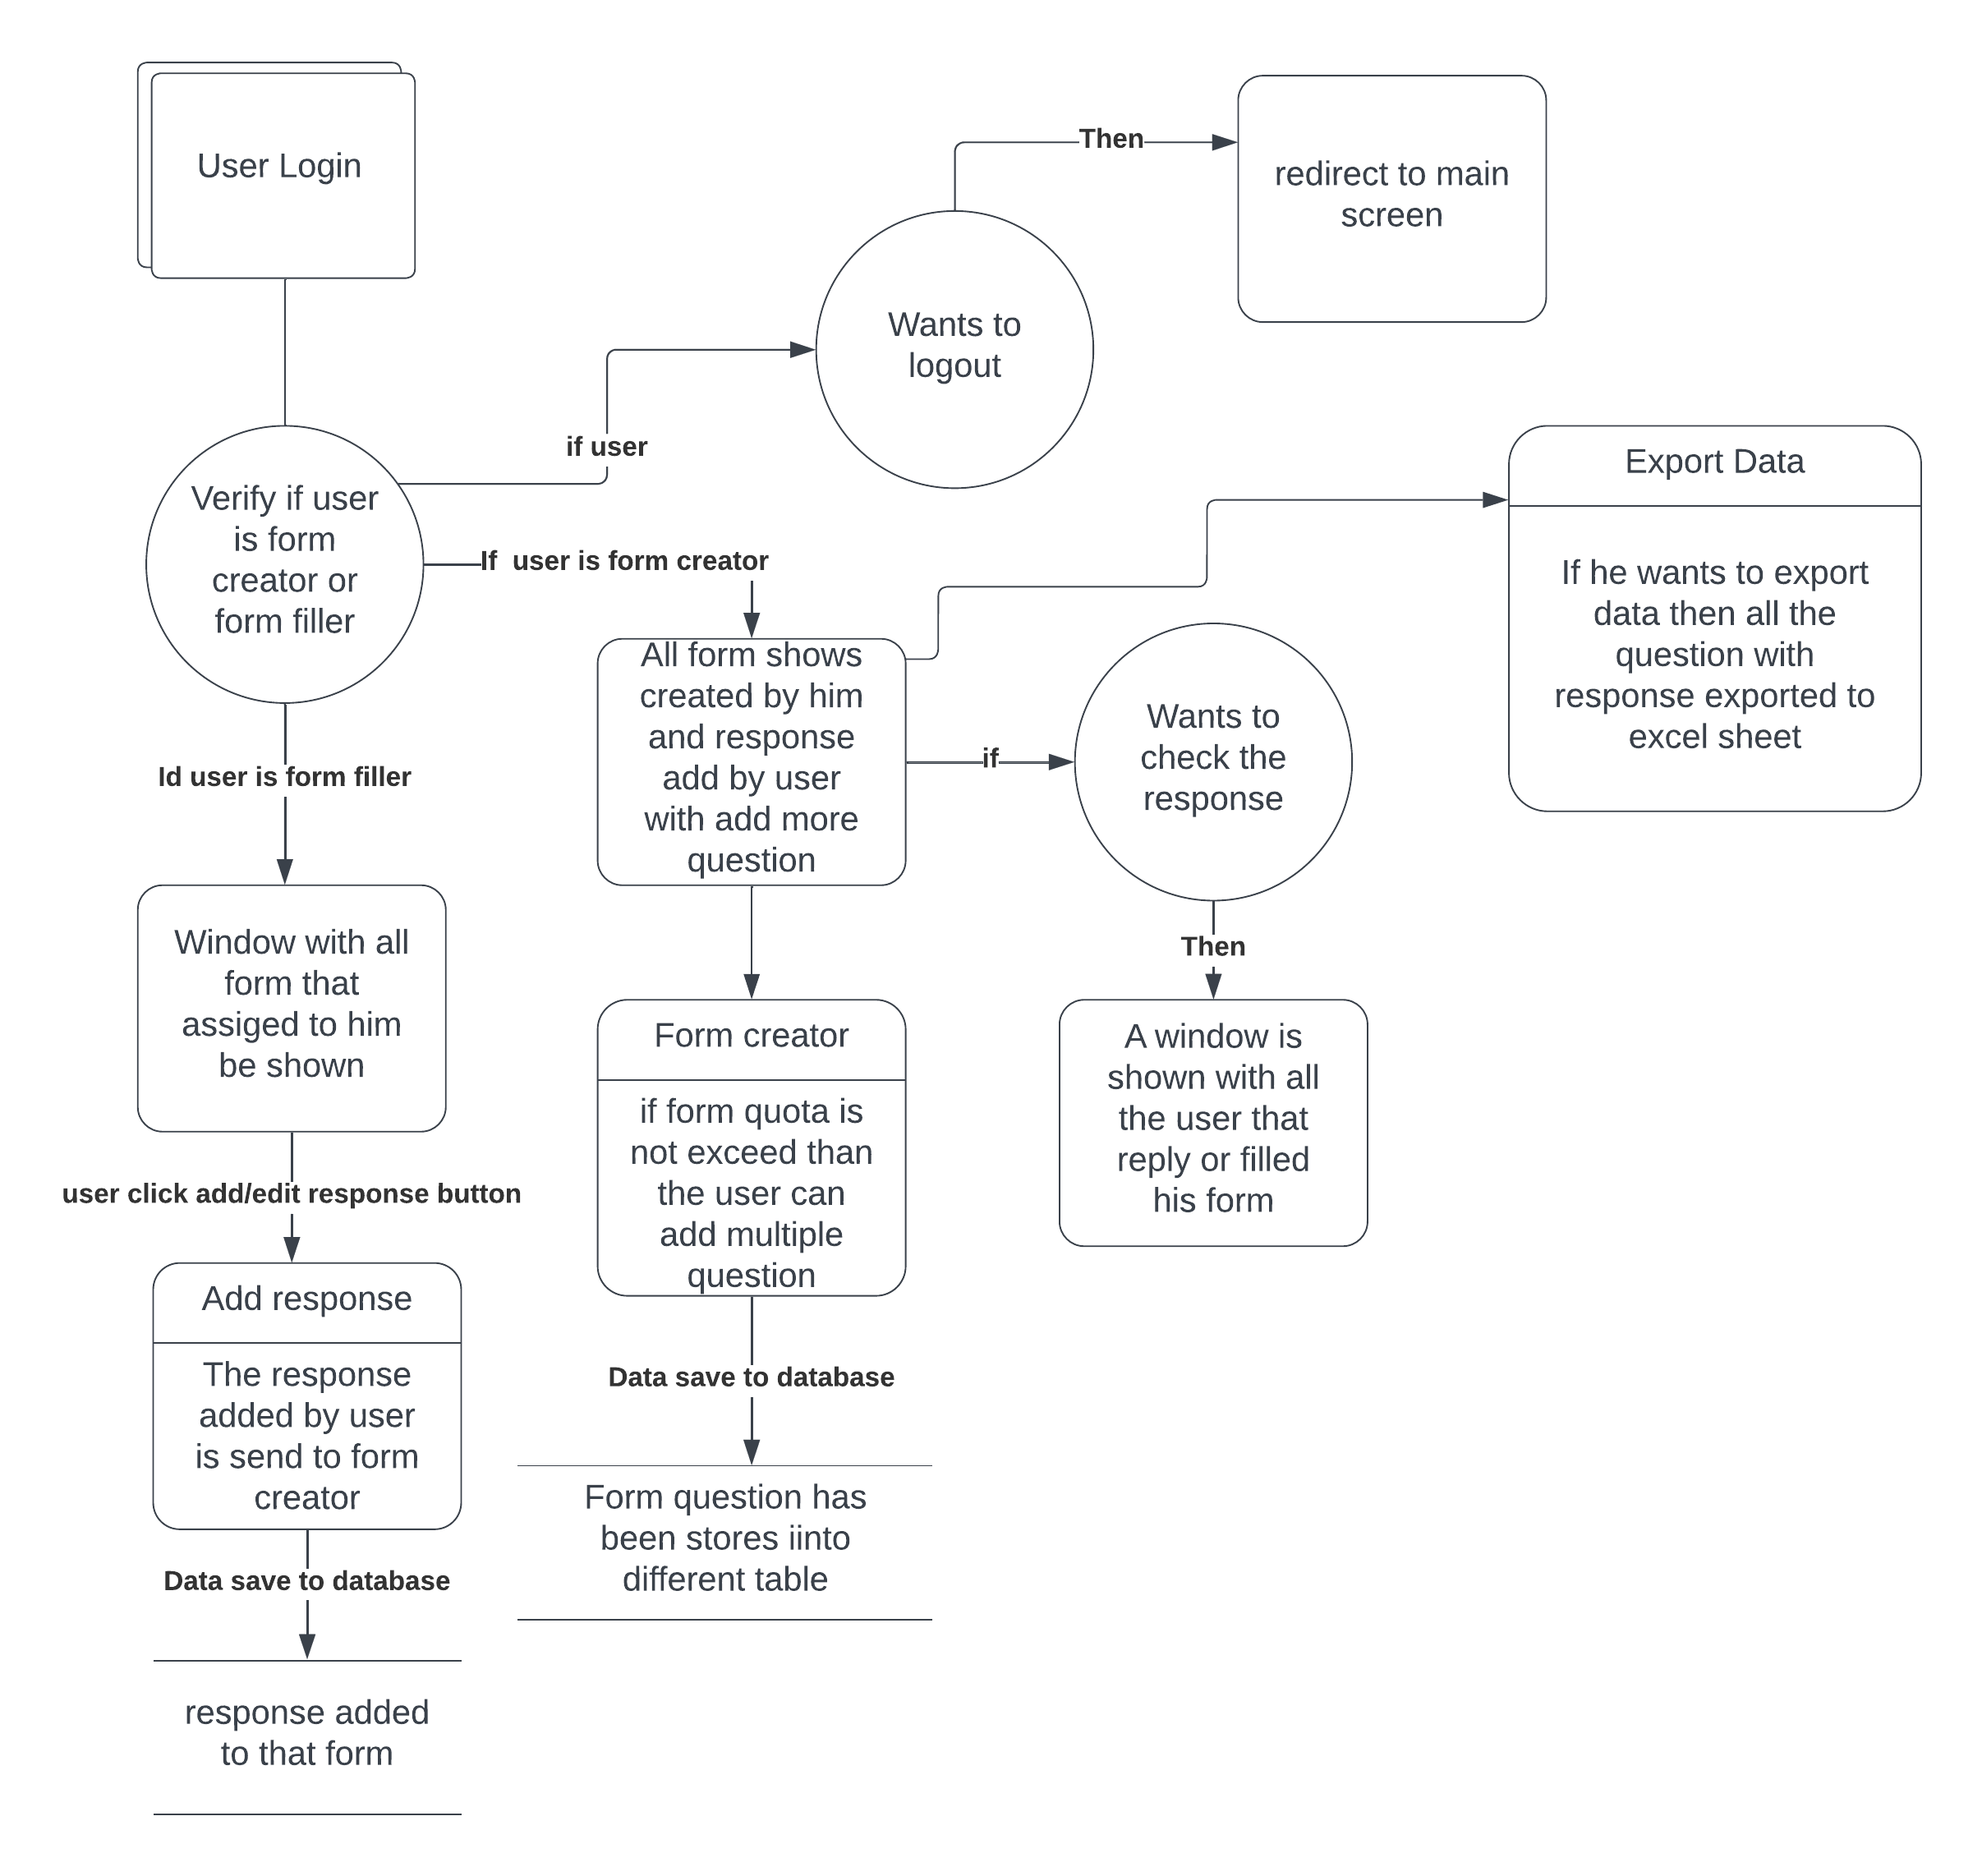 User Login
Then
redirect to main
screen
Wants to
logout
if user
Export Data
If he wants to export
data then all the
question with
response exported to
excel sheet
Verify if user
is form
creator or
form filler
If  user is form creator
All form shows
created by him
and response
add by user
with add more
question
if
Wants to
check the
response
Id user is form filler
Window with all
form that
assiged to him
be shown
Then
Form creator
if form quota is
not exceed than
the user can
add multiple
question
A window is
shown with all
the user that
reply or filled
his form
user click add/edit response button
Add response
The response
added by user
is send to form
creator
Data save to database
Form question has
been stores iinto
different table
Data save to database
response added
to that form